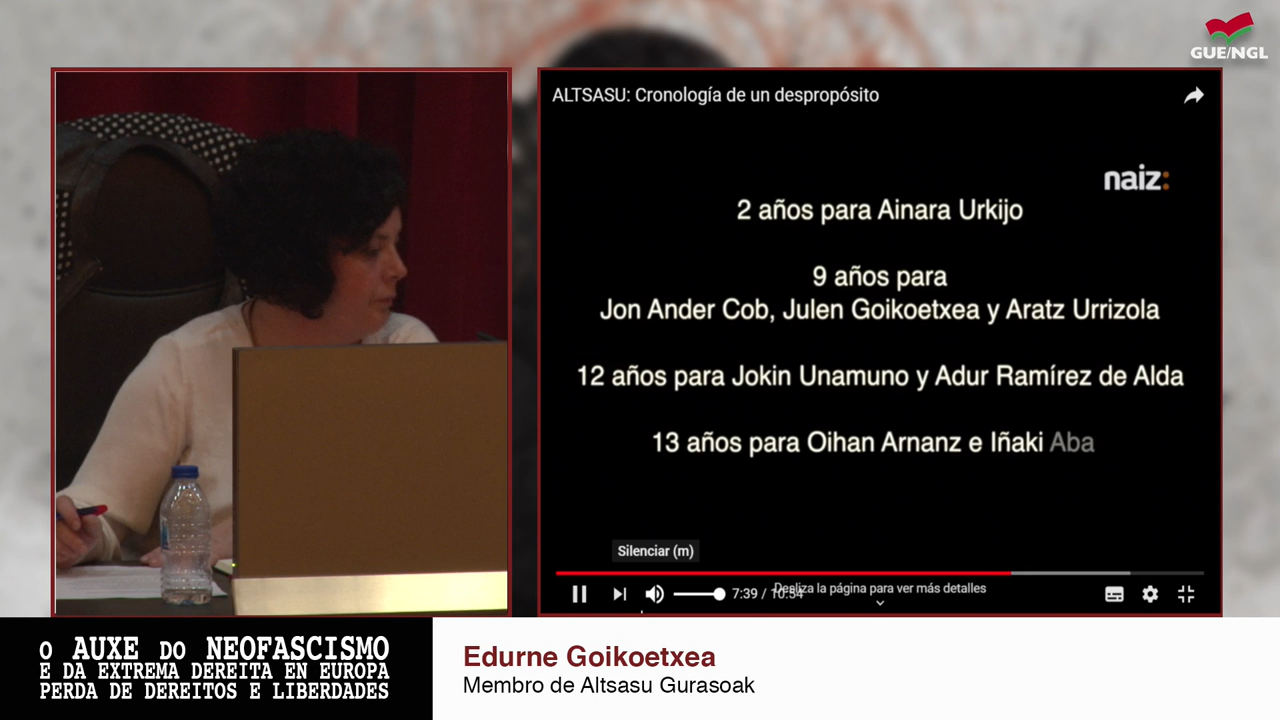 GUE/NGL
ALTSASU: Cronología de un despropósito
naiz:
2 años para Ainara Urkijo
9 años para
Jon Ander Cob, Julen Goikoetxea y Aratz Urrizola
12 años para Jokin Unamuno y Adur Ramírez de Alda
13 años para Oihan Arnanz e Iñaki Aba
Silenciar (m)
7:39 / 10:54
Desliza la página para ver más detalles
O AUXE DO NEOFASCISMO
E DA EXTREMA DEREITA EN EUROPA
PERDA DE DEREITOS E LIBERDADES
Edurne Goikoetxea
Membro de Altsasu Gurasoak